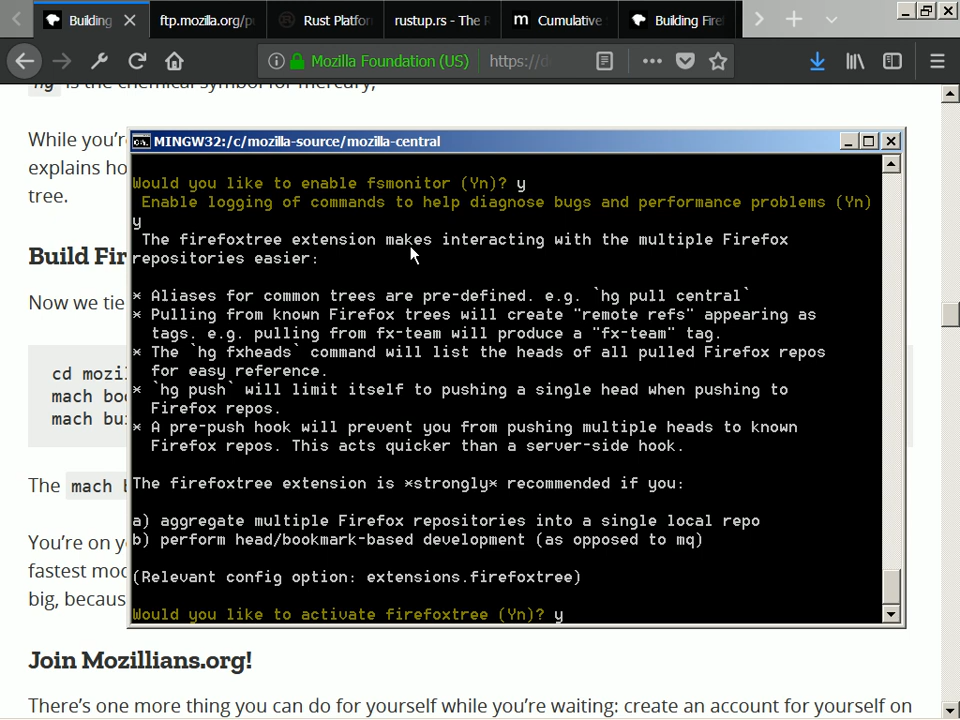 Building
ftp.mozilla.org/pu
Rust Platfor
rustup.rs - The R
Cumulative
Building Fire
Mozilla Foundation (US)
https://d
hg is the chemical symbol for mercury,
While you're
explains ho
tree.
Build Fir
Now we tie
cd mozil
mach boo
mach bui
The mach b
You're on yo
fastest mod
big, becaus
MINGW32:/c/mozilla-source/mozilla-central
Would you like to enable fsmonitor (Yn)? y
Enable logging of commands to help diagnose bugs and performance problems (Yn)
y
The firefoxtree extension makes interacting with the multiple Firefox
repositories easier:
* Aliases for common trees are pre-defined. e.g. `hg pull central`
* Pulling from known Firefox trees will create "remote refs" appearing as
tags. e.g. pulling from fx-team will produce a "fx-team" tag.
* The `hg fxheads` command will list the heads of all pulled Firefox repos
for easy reference.
* `hg push` will limit itself to pushing a single head when pushing to
Firefox repos.
* A pre-push hook will prevent you from pushing multiple heads to known
Firefox repos. This acts quicker than a server-side hook.
The firefoxtree extension is *strongly* recommended if you:
a) aggregate multiple Firefox repositories into a single local repo
b) perform head/bookmark-based development (as opposed to mq)
(Relevant config option: extensions.firefoxtree)
Would you like to activate firefoxtree (Yn)? y
Join Mozillians.org!
There's one more thing you can do for yourself while you're waiting: create an account for yourself on